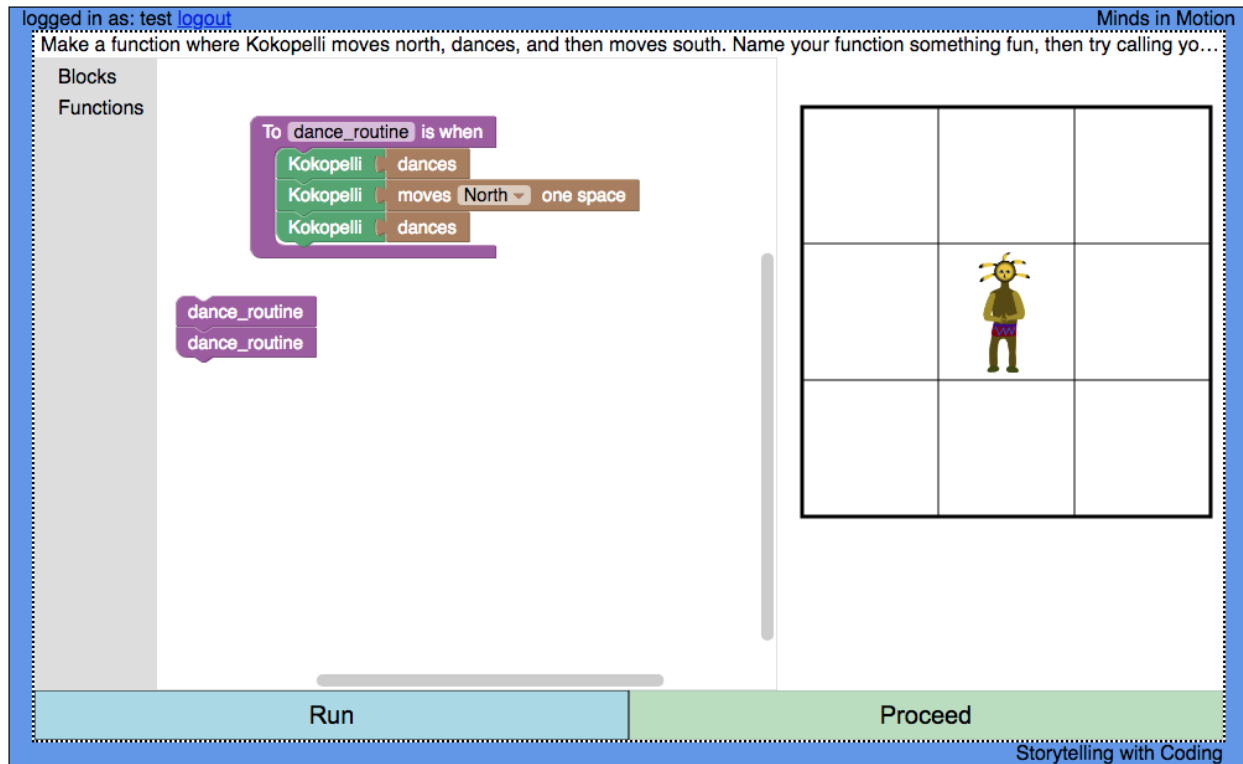 logged in as: test logout
Minds in Motion
Make a function where Kokopelli moves north, dances, and then moves south. Name your function something fun, then try calling yo...
Blocks
Functions
To dance_routine is when
Kokopelli dances
Kokopelli moves North one space
Kokopelli dances
dance_routine
dance_routine
Run
Proceed
Storytelling with Coding